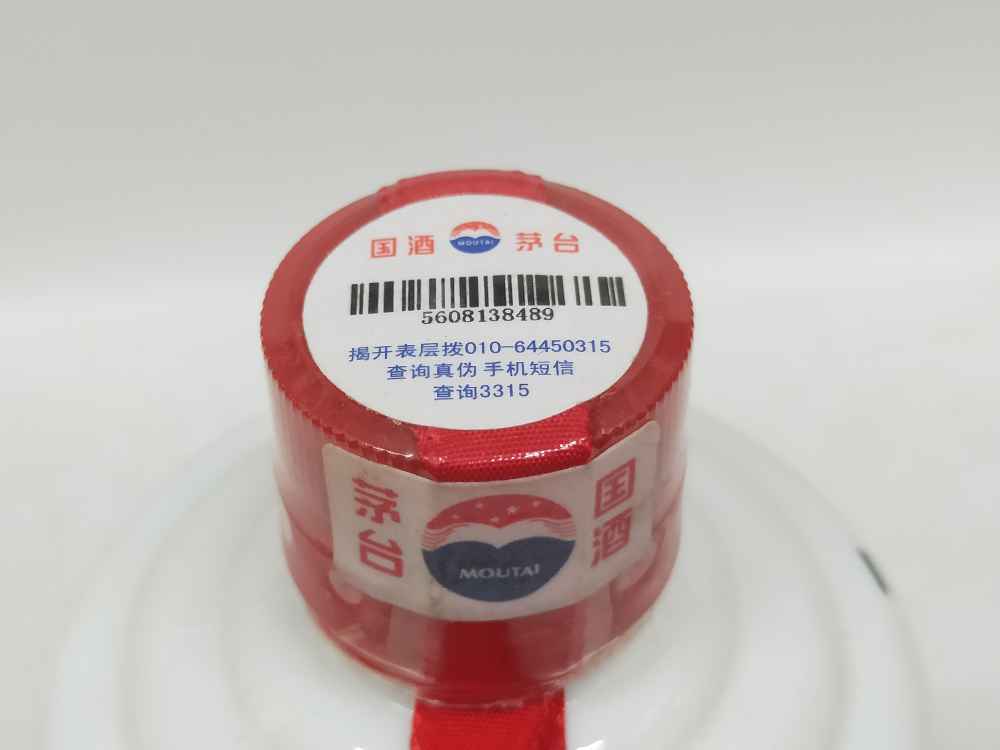 国酒 MOUTAI 茅台
5608138489
揭开表层拨010-64450315
查询真伪 手机短信
查询3315
茅台 MOUTAI 国酒